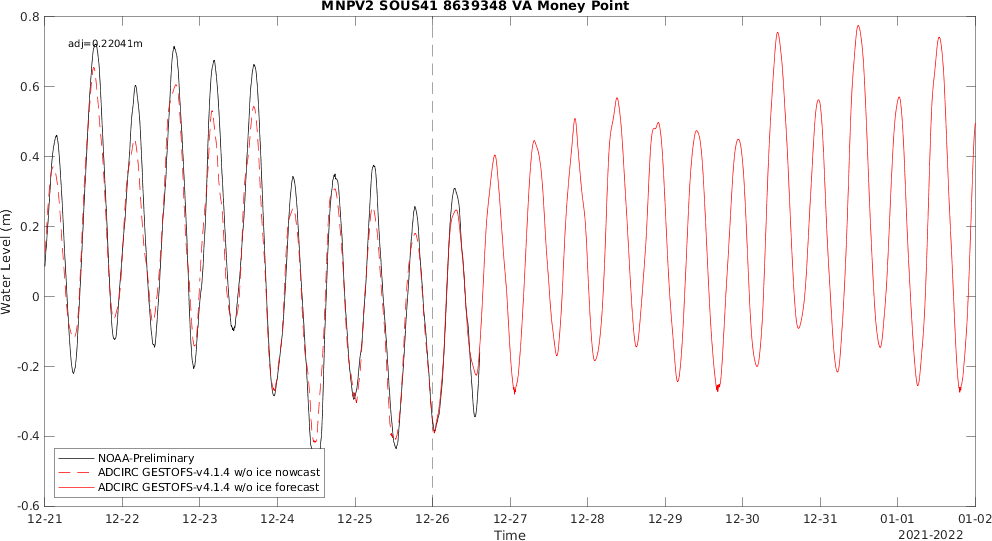 MNPV2 SOUS41 8639348 VA Money Point
adj=0.22041m
Water Level (m)
0.8
0.6
0.4
0.2
0
-0.2
-0.4
-0.6
NOAA-Preliminary
ADCIRC GESTOFS-v4.1.4 w/o ice nowcast
ADCIRC GESTOFS-v4.1.4 w/o ice forecast
12-21 12-22 12-23 12-24 12-25 12-26 12-27 12-28 12-29 12-30 12-31 01-01 01-02
Time
2021-2022